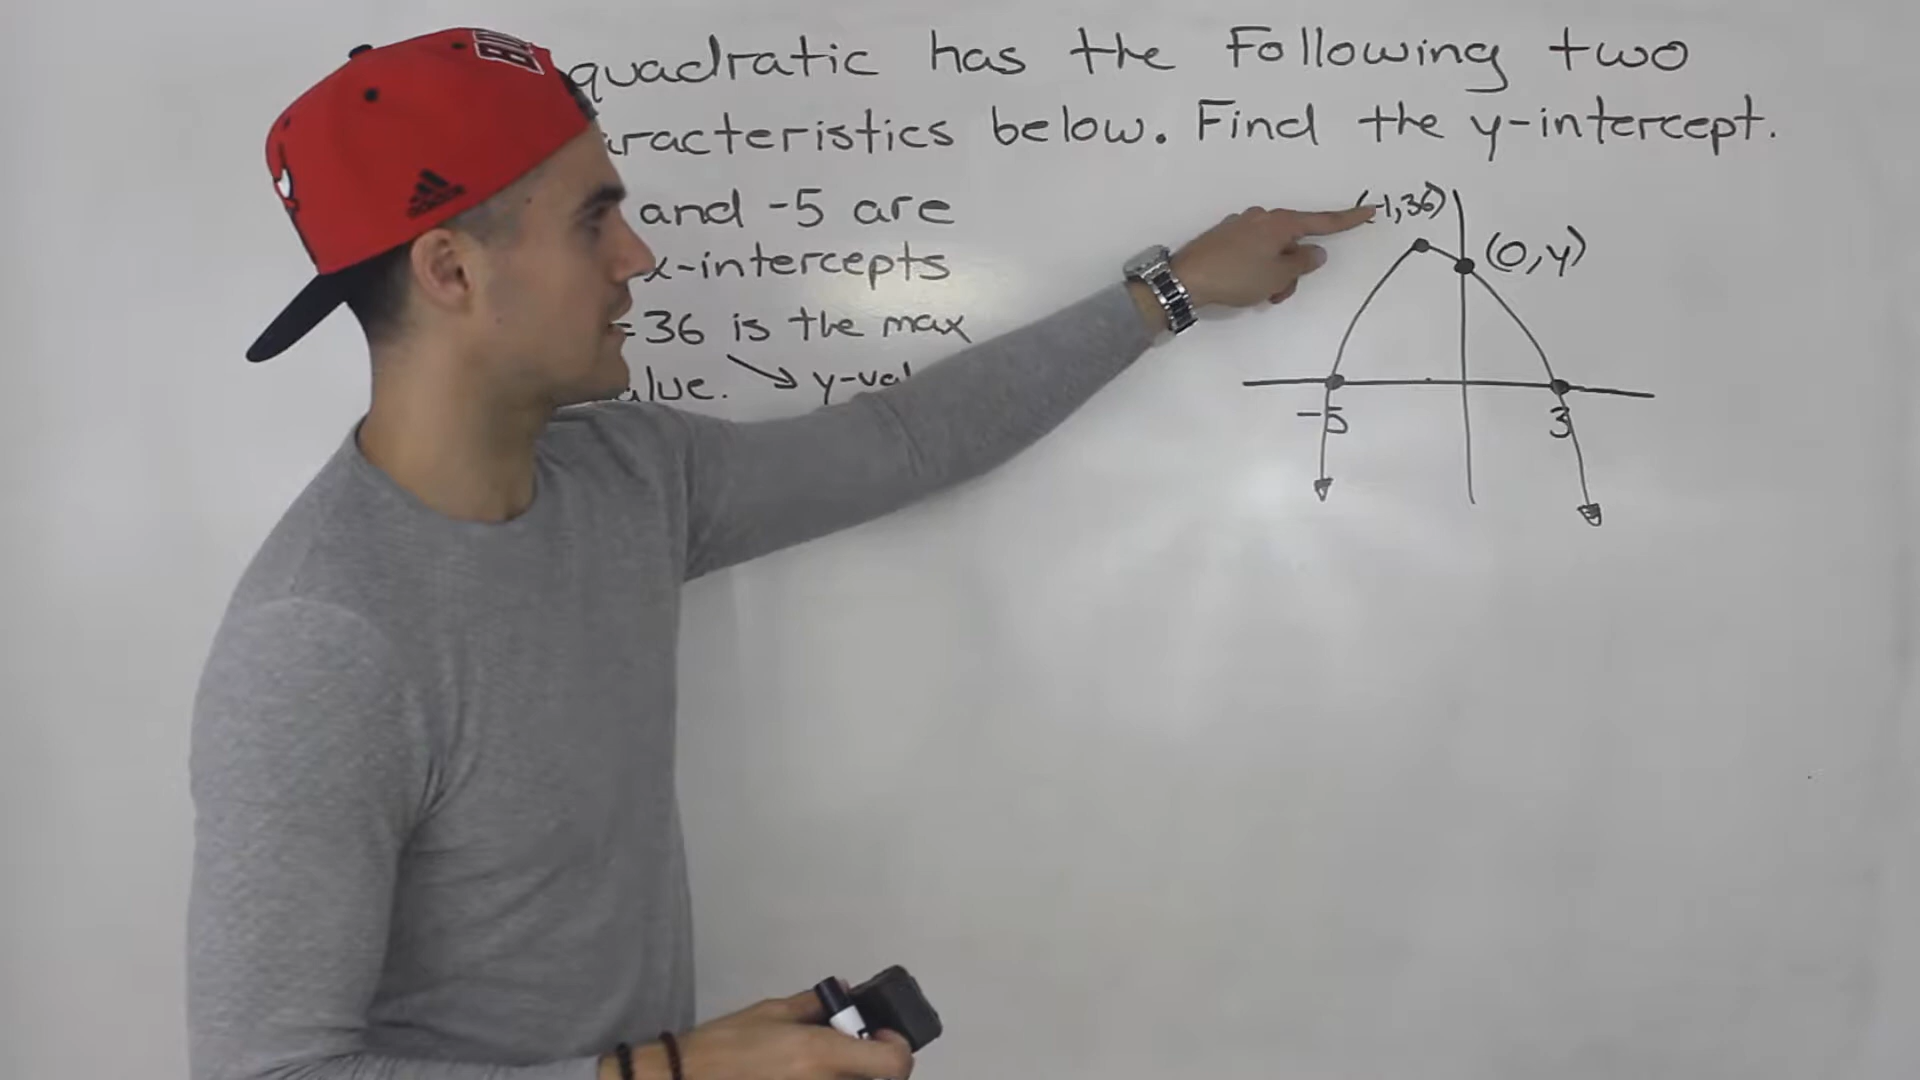 quadratic has the Following two
racteristics below. Find the y-intercept.
and -5 are
x-intercepts
=36 is the max
alue. → y-val
(-1,36)
(0,y)
-5
3
adidas